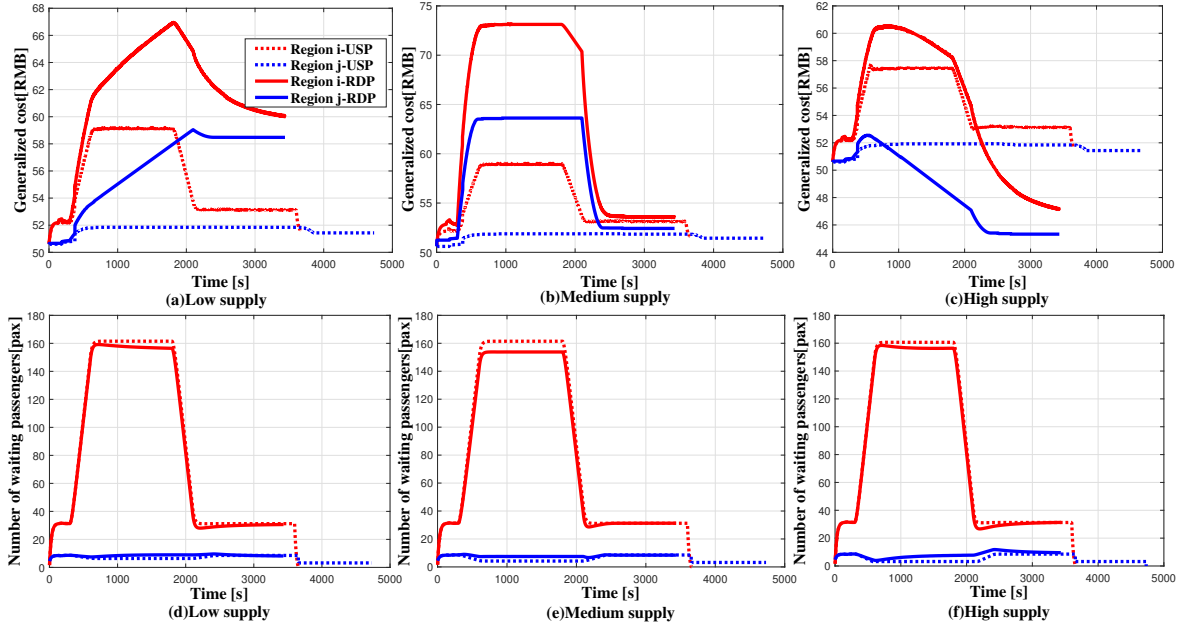 Generalized cost[RMB]
68
66
64
62
60
58
56
54
52
50
Region i-USP
Region j-USP
Region i-RDP
Region j-RDP
0 1000 2000 3000 4000 5000
Time [s]
(a)Low supply
Generalized cost[RMB]
75
70
65
60
55
50
0 1000 2000 3000 4000 5000
Time [s]
(b)Medium supply
Generalized cost[RMB]
62
60
58
56
54
52
50
48
46
44
0 1000 2000 3000 4000 5000
Time [s]
(c)High supply
Number of waiting passengers[pax]
180
160
140
120
100
80
60
40
20
0
0 1000 2000 3000 4000 5000
Time [s]
(d)Low supply
Number of waiting passengers[pax]
180
160
140
120
100
80
60
40
20
0
0 1000 2000 3000 4000 5000
Time [s]
(e)Medium supply
Number of waiting passengers[pax]
180
160
140
120
100
80
60
40
20
0
0 1000 2000 3000 4000 5000
Time [s]
(f)High supply